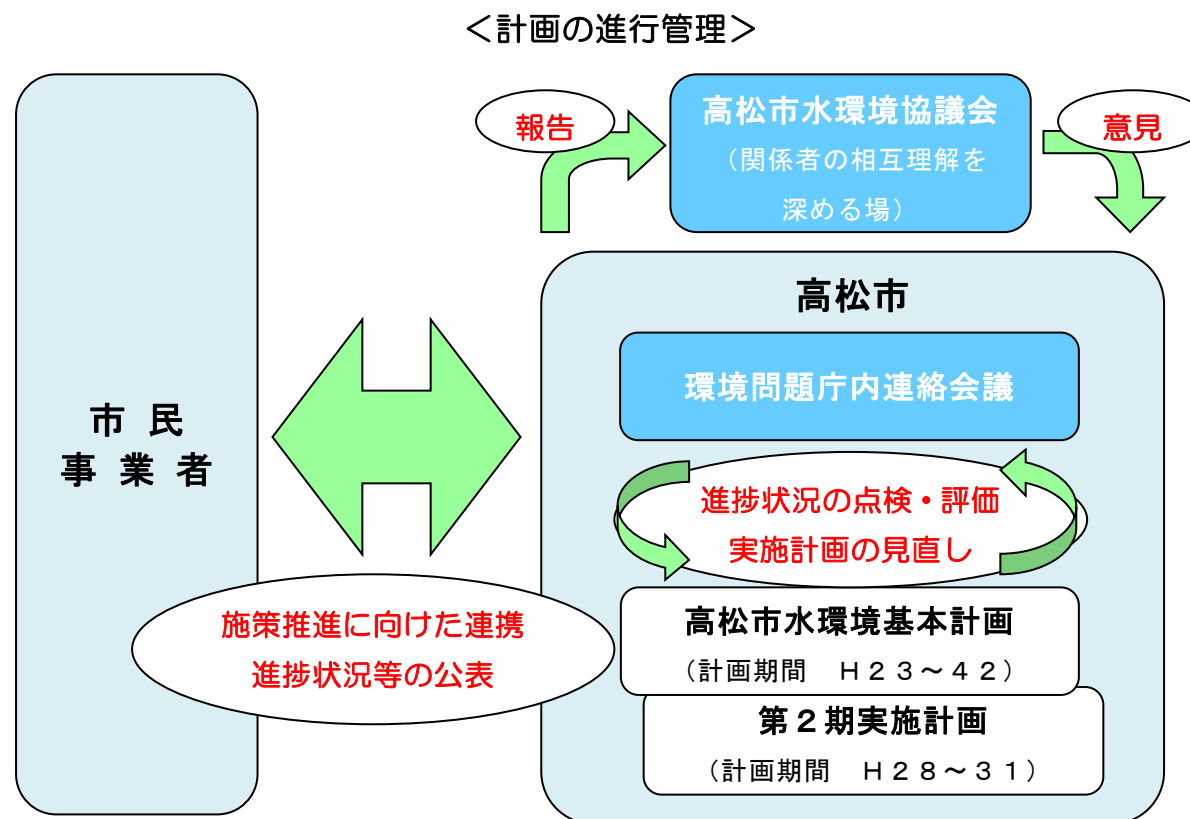 ＜計画の進行管理＞
報告
高松市水環境協議会
（関係者の相互理解を
深める場）
意見
高松市
環境問題庁内連絡会議
市 民
事 業 者
進捗状況の点検・評価
実施計画の見直し
施策推進に向けた連携
進捗状況等の公表
高松市水環境基本計画
（計画期間　Ｈ２３～４２）
第２期実施計画
（計画期間　Ｈ２８～３１）